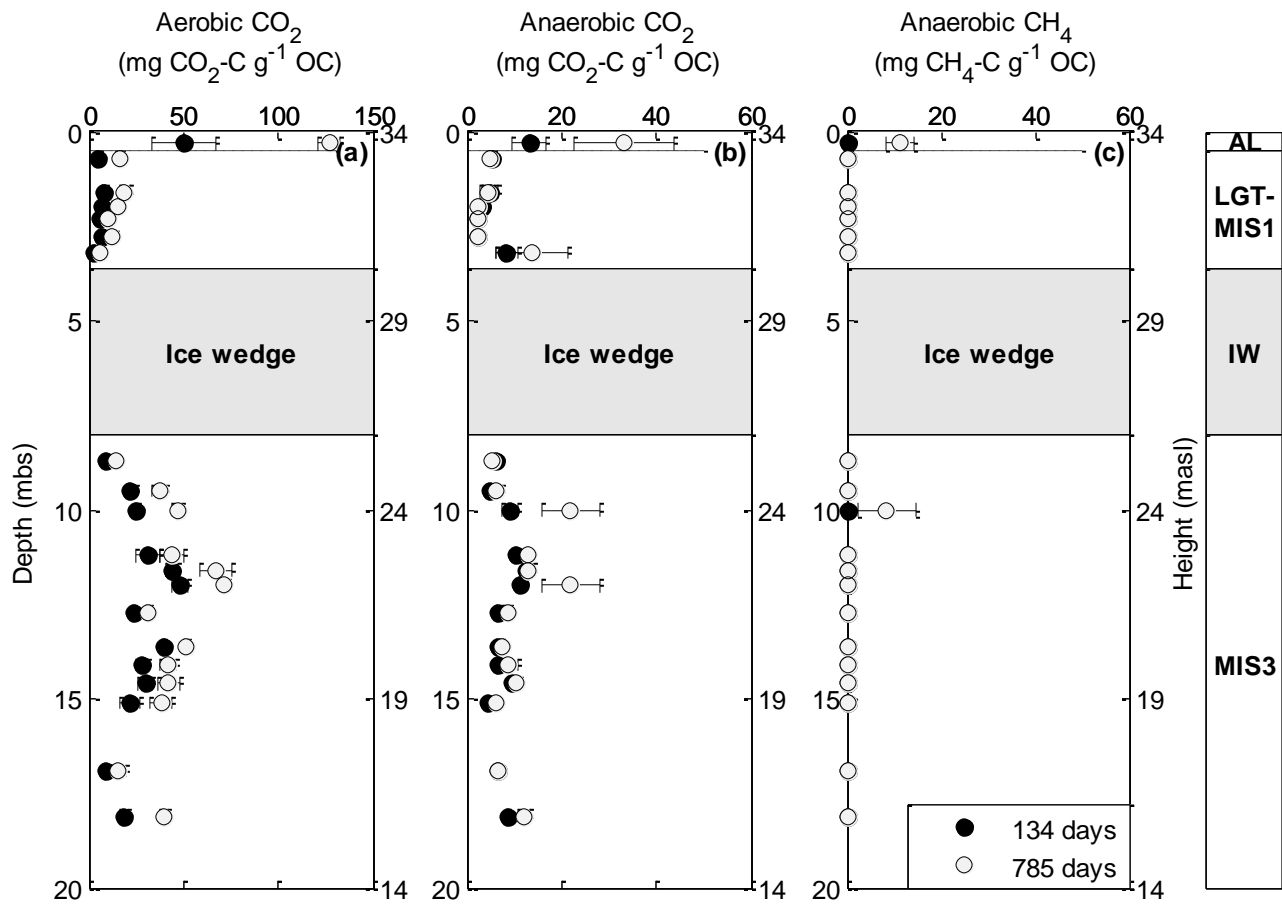 Aerobic CO2
(mg CO2-C g-1 OC)
Anaerobic CO2
(mg CO2-C g-1 OC)
Anaerobic CH4
(mg CH4-C g-1 OC)
0 50 100 150
0 20 40 60
0 20 40 60
0 34 0 34 0 34
(a) (b) (c)
AL
LGT-
MIS1
5 29 5 29 5 29
Ice wedge Ice wedge Ice wedge
IW
Depth (mbs)
Height (masl)
10 24 10 24 10 24
MIS3
15 19 15 19 15 19
134 days
785 days
20 14 20 14 20 14